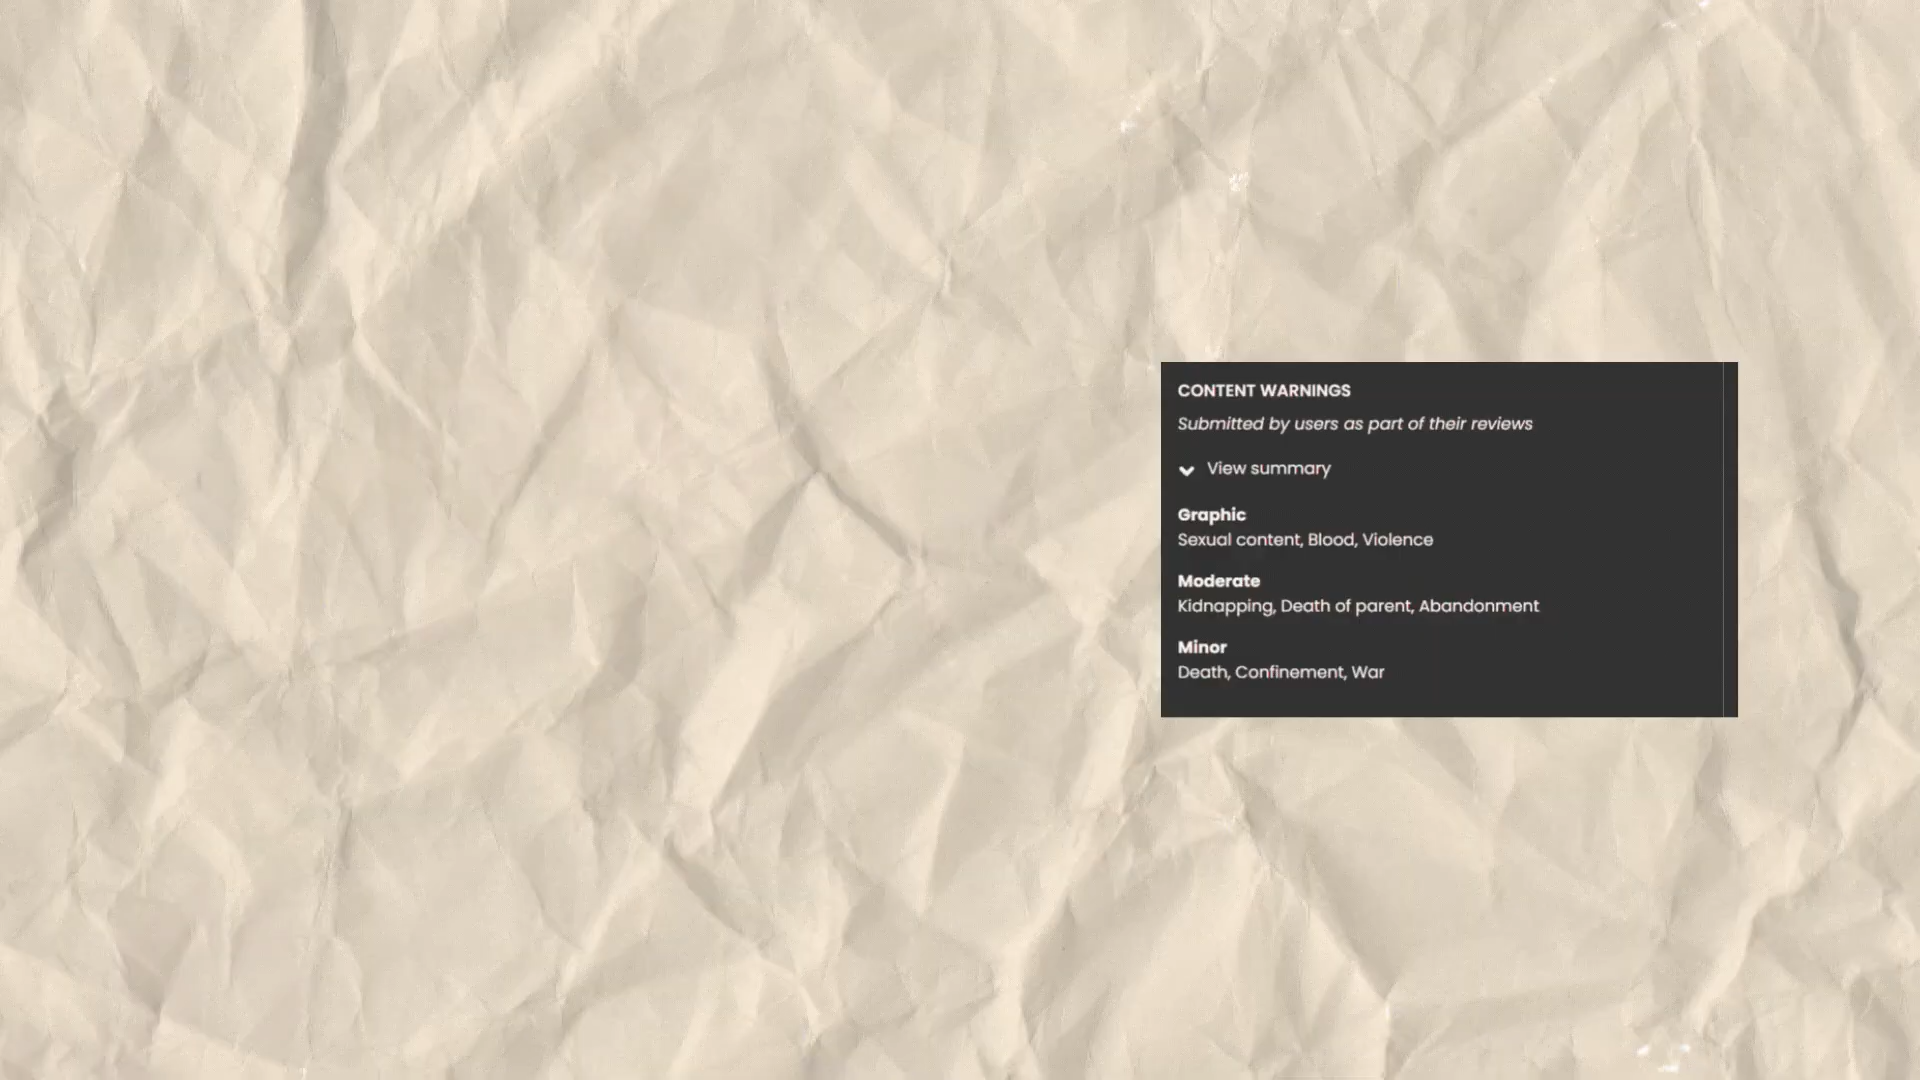 CONTENT WARNINGS
Submitted by users as part of their reviews
View summary
Graphic
Sexual content, Blood, Violence
Moderate
Kidnapping, Death of parent, Abandonment
Minor
Death, Confinement, War